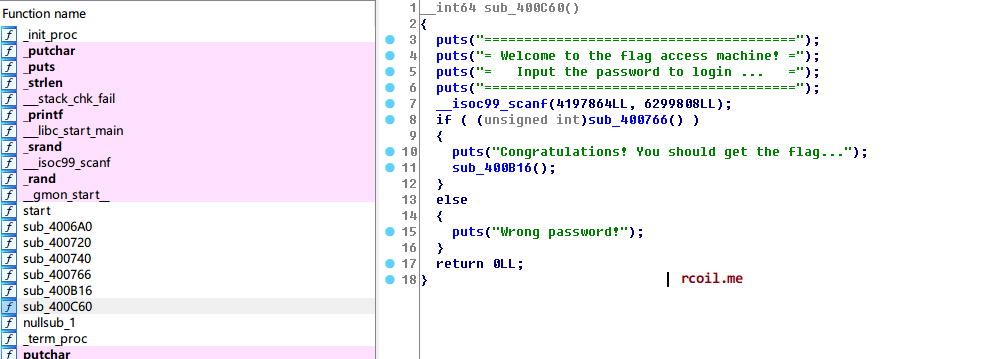 Function name
f _init_proc
f _putchar
f _puts
f _strlen
f ___stack_chk_fail
f _printf
f ___libc_start_main
f _srand
f ___isoc99_scanf
f _rand
f __gmon_start__
f start
f sub_4006A0
f sub_400720
f sub_400740
f sub_400766
f sub_400B16
f sub_400C60
f nullsub_1
f _term_proc
f putchar
1 __int64 sub_400C60()
2 {
3 puts("=======================================");
4 puts("= Welcome to the flag access machine! =");
5 puts("=   Input the password to login ...   =");
6 puts("=======================================");
7 __isoc99_scanf(4197864LL, 6299808LL);
8 if ( (unsigned int)sub_400766() )
9 {
10 puts("Congratulations! You should get the flag...");
11 sub_400B16();
12 }
13 else
14 {
15 puts("Wrong password!");
16 }
17 return 0LL;
18 }
| rcoil.me